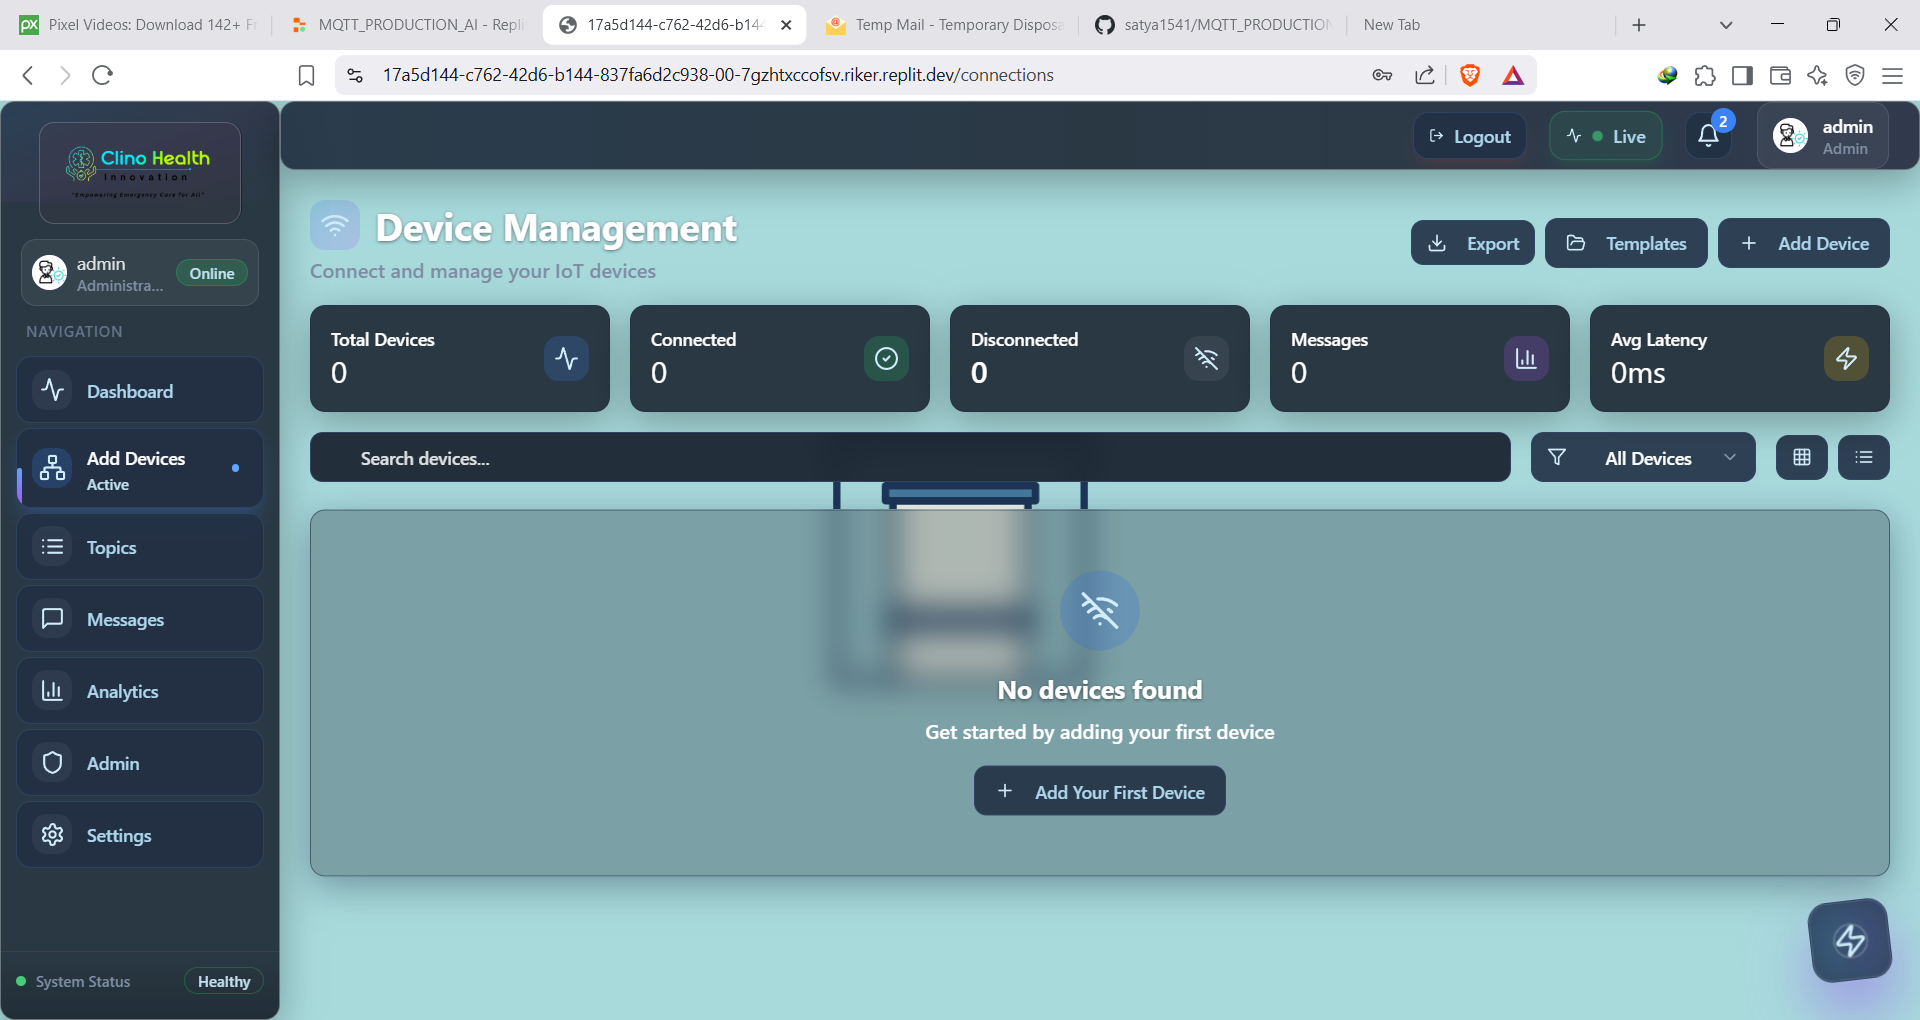 Pixel Videos: Download 142+ Fr
MQTT_PRODUCTION_AI - Repli
17a5d144-c762-42d6-b144
Temp Mail - Temporary Disposa
satya1541/MQTT_PRODUCTION
New Tab
17a5d144-c762-42d6-b144-837fa6d2c938-00-7gzhtxccofsv.riker.replit.dev/connections
Clino Health
Innovation
"Empowering Emergency Care for All"
Logout
Live
2
admin
Admin
admin
Administra...
Online
NAVIGATION
Dashboard
Add Devices
Active
Topics
Messages
Analytics
Admin
Settings
System Status
Healthy
Device Management
Connect and manage your IoT devices
Export
Templates
Add Device
Total Devices
0
Connected
0
Disconnected
0
Messages
0
Avg Latency
0ms
Search devices...
All Devices
No devices found
Get started by adding your first device
Add Your First Device